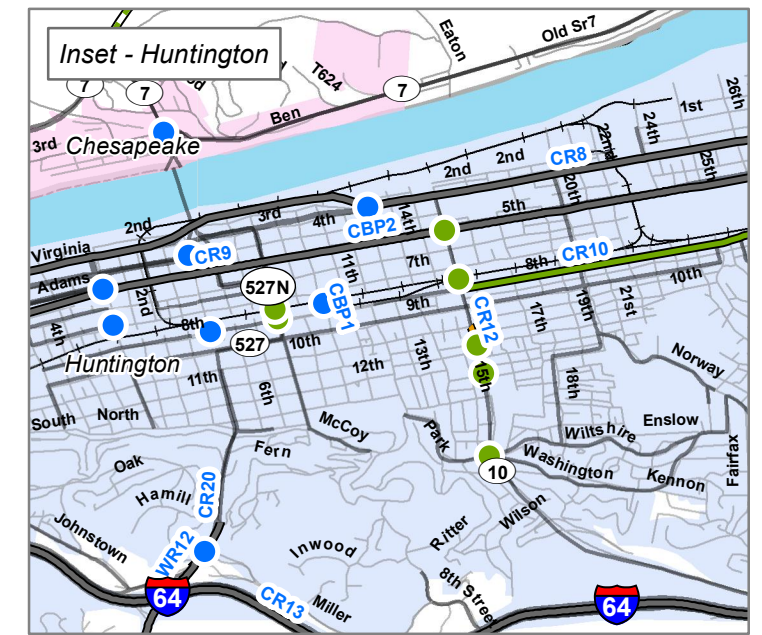 Inset - Huntington
Eaton
Old Sr7
T624
7
7
7
Ben
3rd
Chesapeake
1st
26th
24th
22nd
25th
2nd
2nd
2nd
CR8
20th
3rd
2nd
4th
14th
5th
CBP2
Virginia
CR9
11th
7th
8th
CR10
Adams
10th
2nd
527N
CBP1
9th
CR12
17th
19th
21st
4th
8th
527
10th
Huntington
11th
6th
12th
13th
15th
18th
Norway
South
North
McCoy
Park
Wiltshire
Enslow
Fern
Oak
10
Washington
Kennon
Fairfax
Hamill
CR20
Wilson
Johnstown
WR12
Inwood
Ritter
8th Street
64
CR13
Miller
64